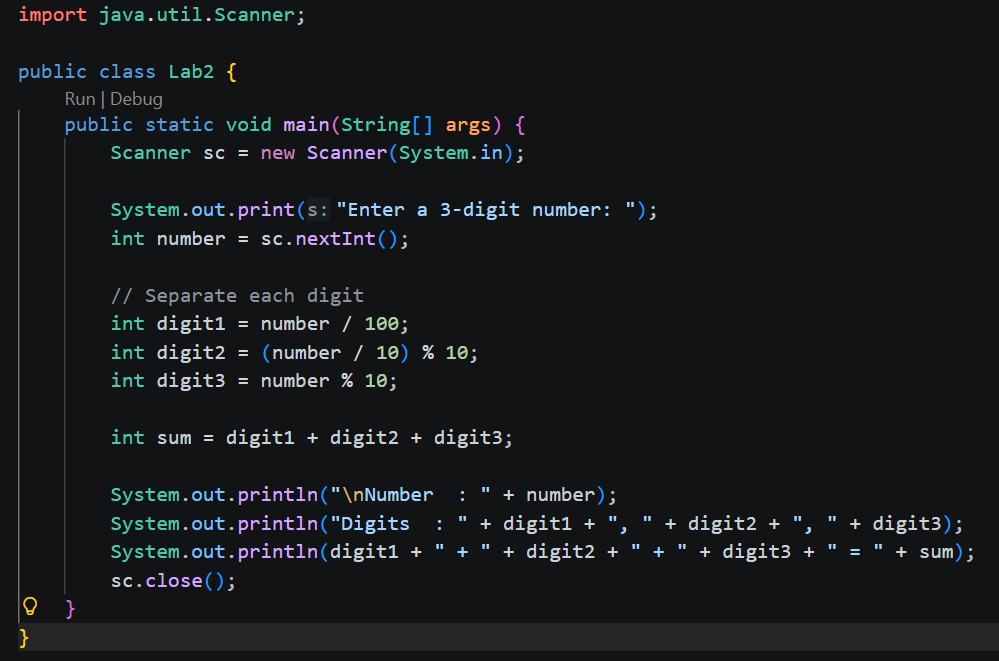 import java.util.Scanner;
public class Lab2 {
Run | Debug
public static void main(String[] args) {
Scanner sc = new Scanner(System.in);
System.out.print(s: "Enter a 3-digit number: ");
int number = sc.nextInt();
// Separate each digit
int digit1 = number / 100;
int digit2 = (number / 10) % 10;
int digit3 = number % 10;
int sum = digit1 + digit2 + digit3;
System.out.println("\nNumber  : " + number);
System.out.println("Digits  : " + digit1 + ", " + digit2 + ", " + digit3);
System.out.println(digit1 + " + " + digit2 + " + " + digit3 + " = " + sum);
sc.close();
}
}